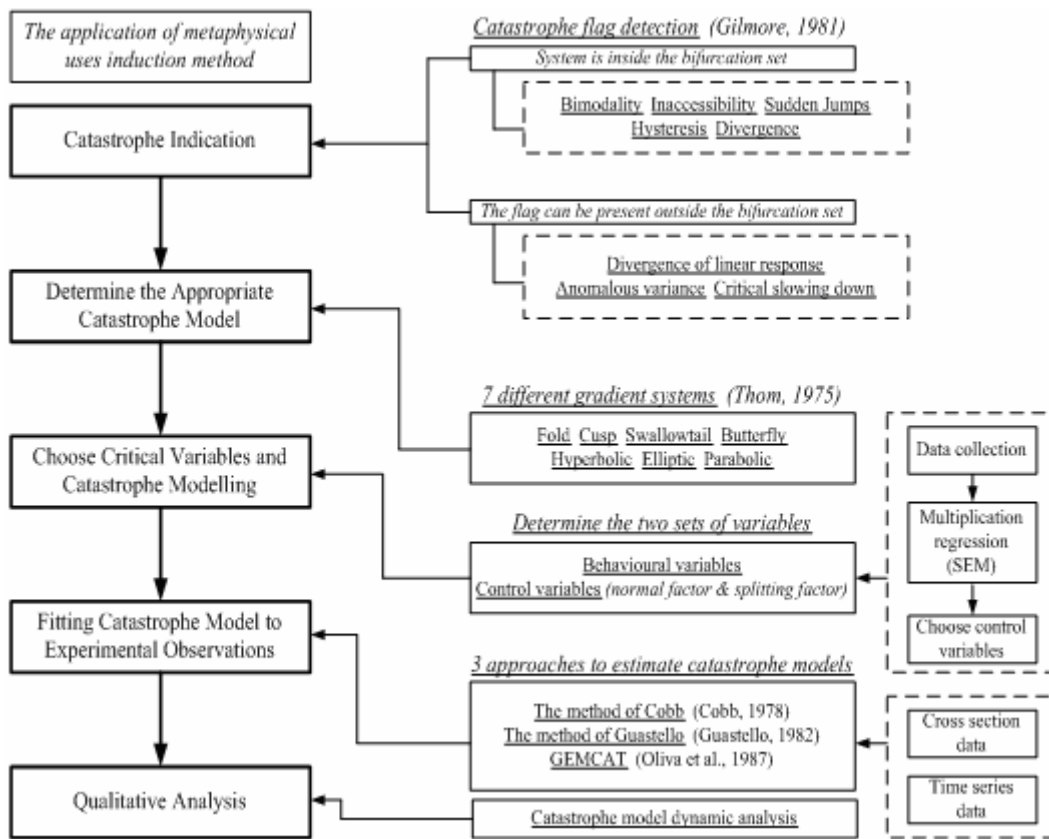 The application of metaphysical
uses induction method
Catastrophe Indication
Determine the Appropriate
Catastrophe Model
Choose Critical Variables and
Catastrophe Modelling
Fitting Catastrophe Model to
Experimental Observations
Qualitative Analysis
Catastrophe flag detection (Gilmore, 1981)
System is inside the bifurcation set
Bimodality Inaccessibility Sudden Jumps
Hysteresis Divergence
The flag can be present outside the bifurcation set
Divergence of linear response
Anomalous variance Critical slowing down
7 different gradient systems (Thom, 1975)
Fold Cusp Swallowtail Butterfly
Hyperbolic Elliptic Parabolic
Determine the two sets of variables
Behavioural variables
Control variables (normal factor & splitting factor)
3 approaches to estimate catastrophe models
The method of Cobb (Cobb, 1978)
The method of Guastello (Guastello, 1982)
GEMCAT (Oliva et al., 1987)
Catastrophe model dynamic analysis
Data collection
Multiplication
regression
(SEM)
Choose control
variables
Cross section
data
Time series
data